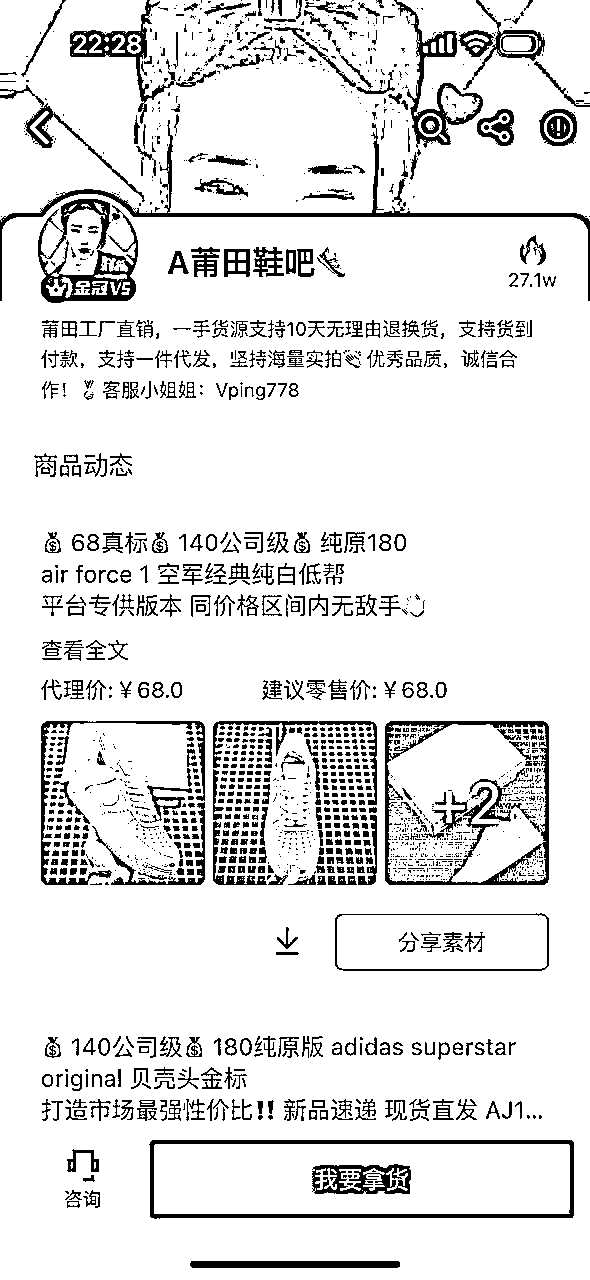 22:28
A莆田鞋吧
金冠V5
27.1w
莆田工厂直销，一手货源支持10天无理由退换货，支持货到
付款，支持一件代发，坚持海量实拍 优秀品质，诚信合
作！ 客服小姐姐：Vping778
商品动态
💰 68真标💰 140公司级💰 纯原180
air force 1 空军经典纯白低帮
平台专供版本 同价格区间内无敌手
查看全文
代理价:￥68.0 建议零售价:￥68.0
+2
分享素材
💰 140公司级💰 180纯原版 adidas superstar
original 贝壳头金标
打造市场最强性价比‼️ 新品速递 现货直发 AJ1...
咨询
我要拿货